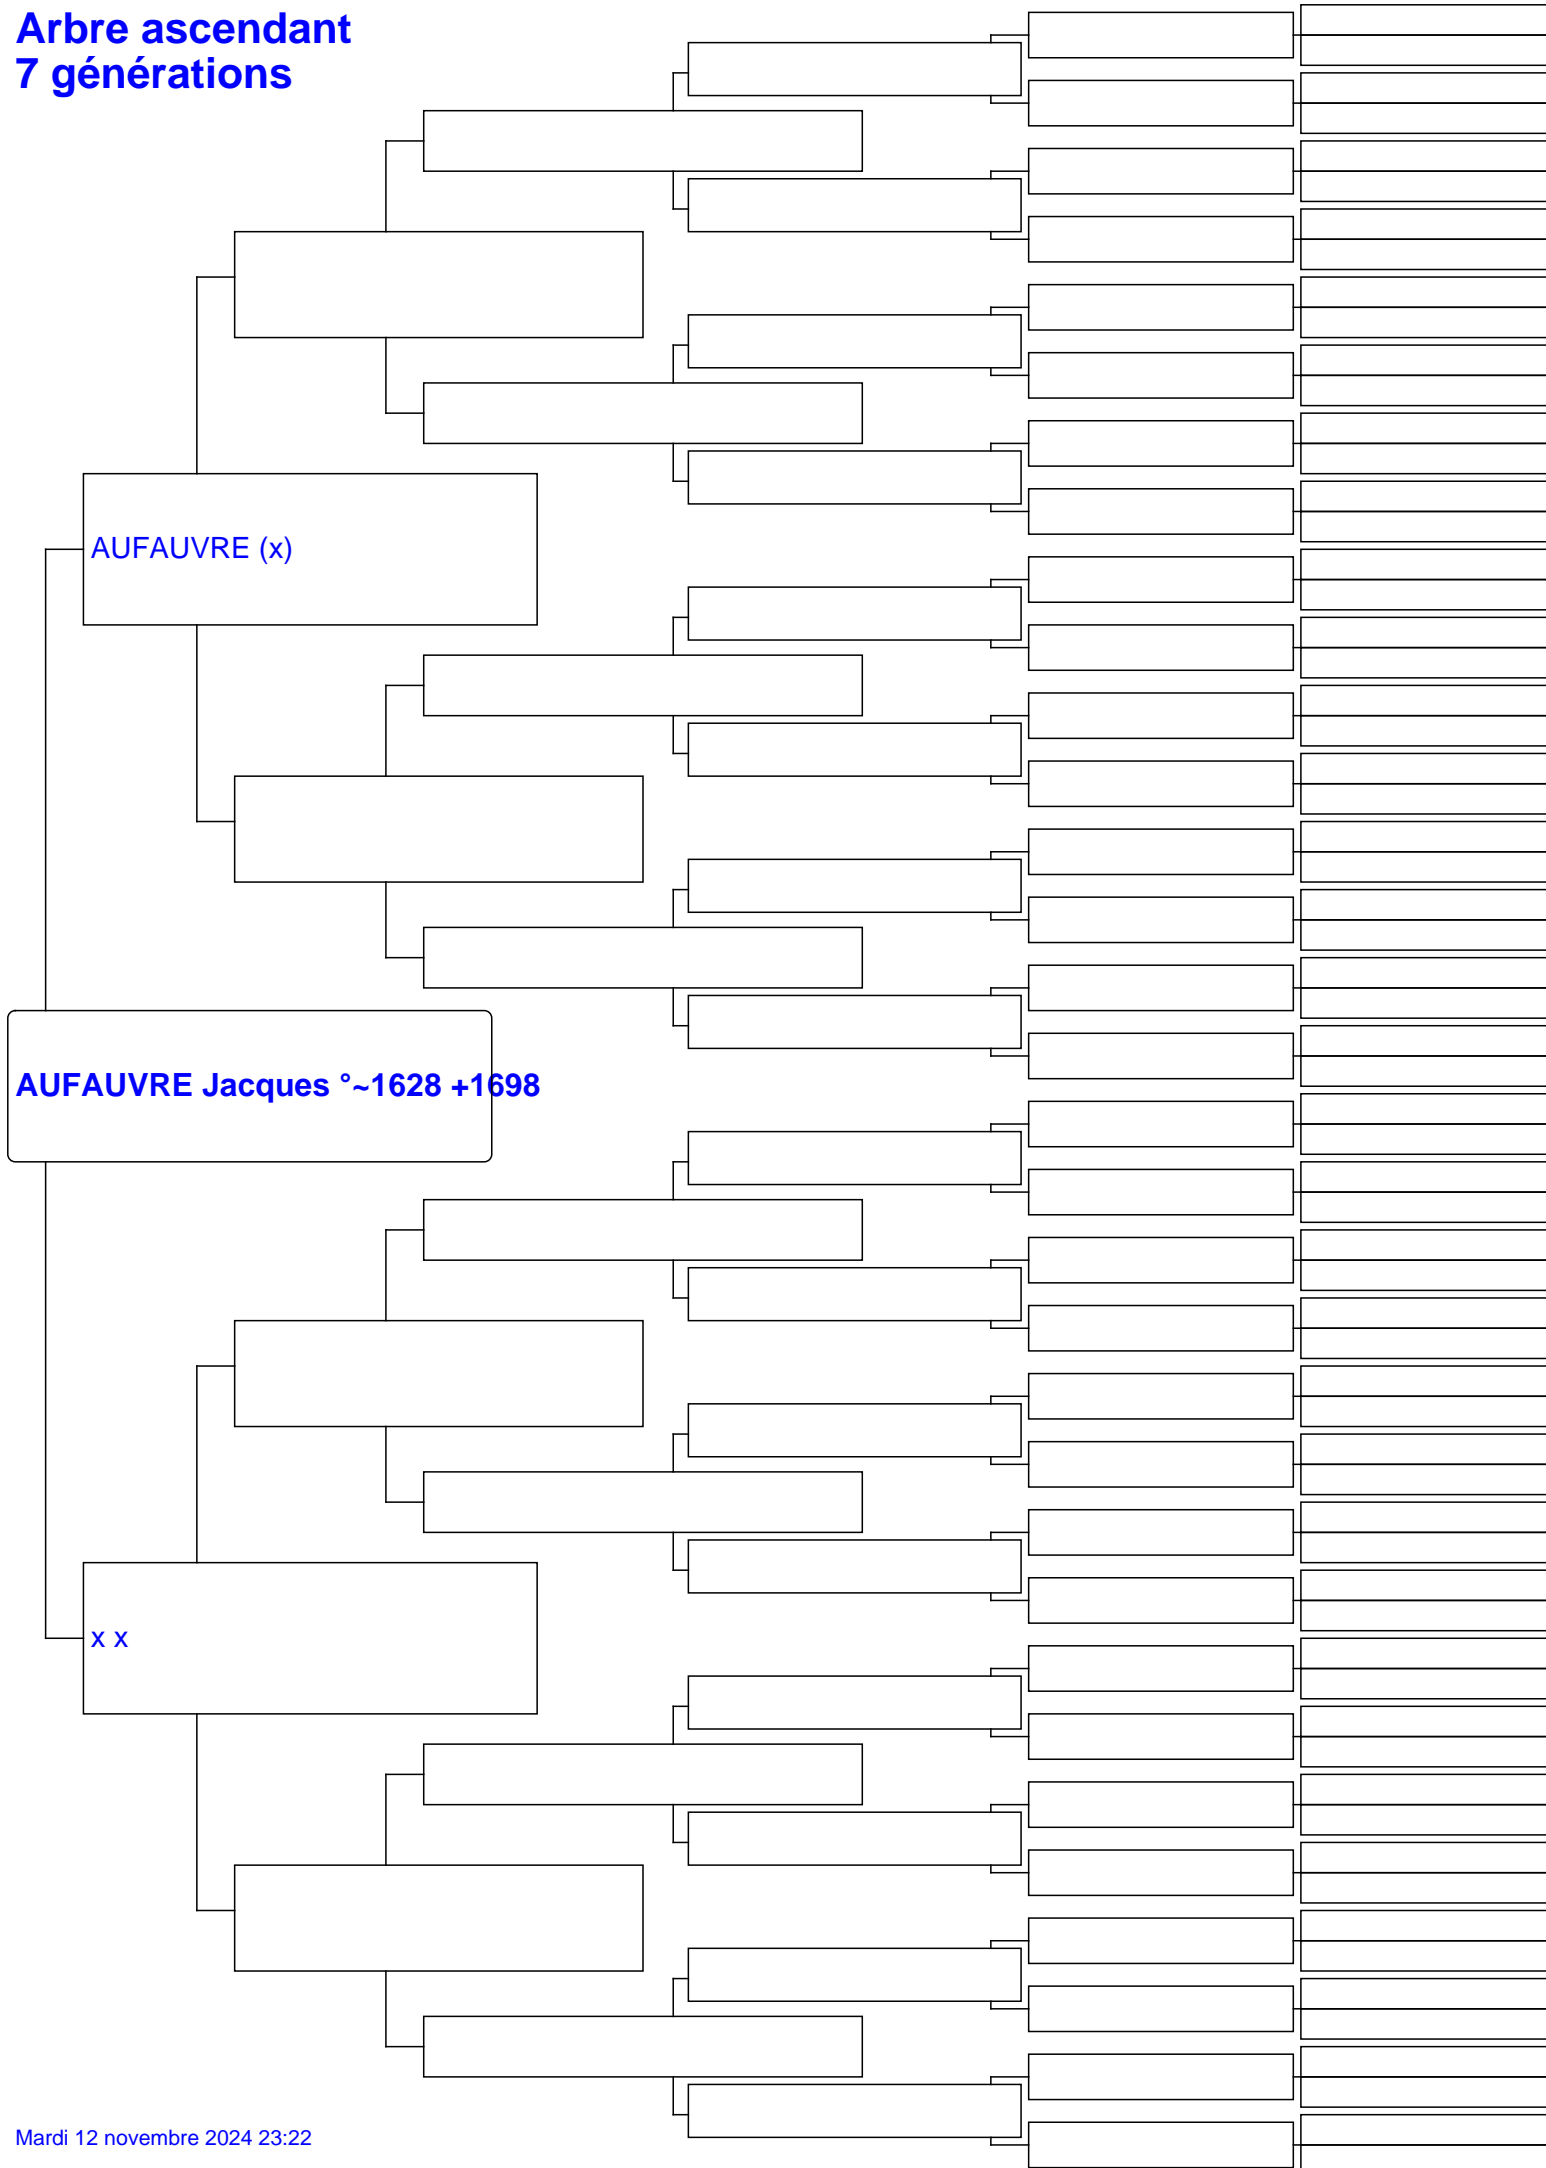 Arbre ascendant
7 générations
AUFAUVRE (x)
AUFAUVRE Jacques °~1628 +1698
x x
Mardi 12 novembre 2024 23:22